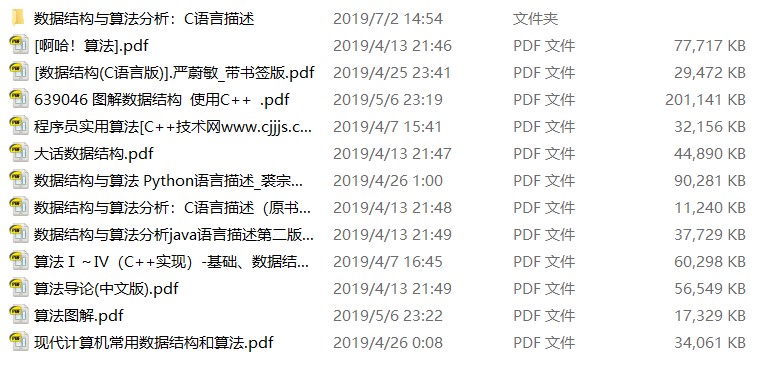 数据结构与算法分析：C语言描述 2019/7/2 14:54 文件夹
[啊哈！算法].pdf 2019/4/13 21:46 PDF 文件 77,717 KB
[数据结构(C语言版)].严蔚敏_带书签版.pdf 2019/4/25 23:41 PDF 文件 29,472 KB
639046 图解数据结构  使用C++  .pdf 2019/5/6 23:19 PDF 文件 201,141 KB
程序员实用算法[C++技术网www.cjjjs.c... 2019/4/7 15:41 PDF 文件 32,156 KB
大话数据结构.pdf 2019/4/13 21:47 PDF 文件 44,890 KB
数据结构与算法 Python语言描述_裘宗... 2019/4/26 1:00 PDF 文件 90,281 KB
数据结构与算法分析：C语言描述（原书... 2019/4/13 21:48 PDF 文件 11,240 KB
数据结构与算法分析java语言描述第二版... 2019/4/13 21:49 PDF 文件 37,729 KB
算法Ⅰ~Ⅳ（C++实现）-基础、数据结... 2019/4/7 16:45 PDF 文件 60,298 KB
算法导论(中文版).pdf 2019/4/13 21:49 PDF 文件 56,549 KB
算法图解.pdf 2019/5/6 23:22 PDF 文件 17,329 KB
现代计算机常用数据结构和算法.pdf 2019/4/26 0:08 PDF 文件 34,061 KB